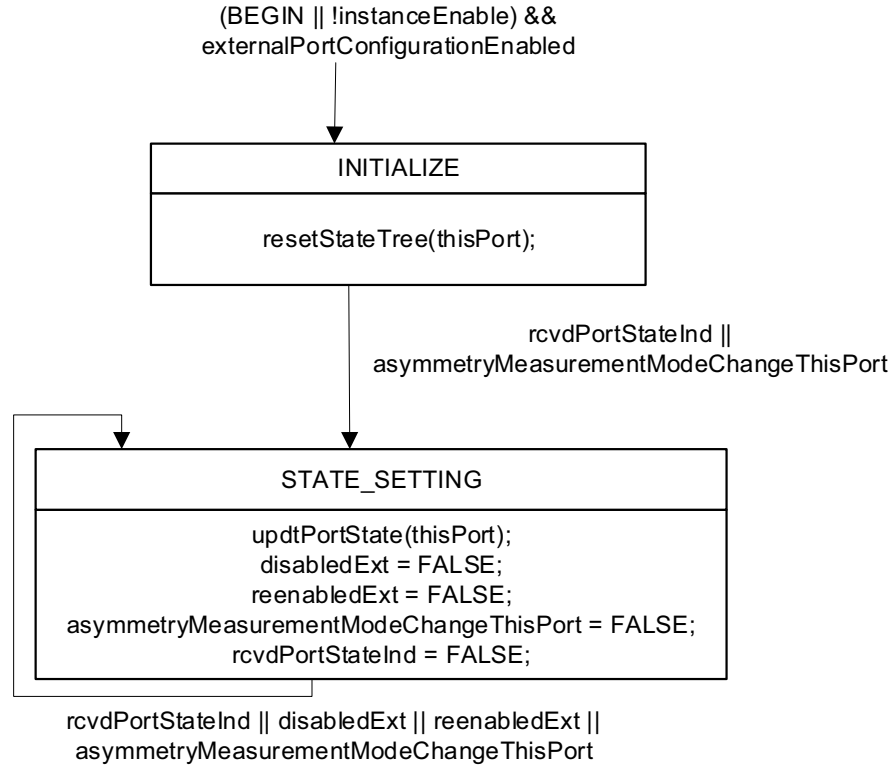 (BEGIN || !instanceEnable) &&
externalPortConfigurationEnabled
INITIALIZE
resetStateTree(thisPort);
rcvdPortStateInd ||
asymmetryMeasurementModeChangeThisPort
STATE_SETTING
updtPortState(thisPort);
disabledExt = FALSE;
reenabledExt = FALSE;
asymmetryMeasurementModeChangeThisPort = FALSE;
rcvdPortStateInd = FALSE;
rcvdPortStateInd || disabledExt || reenabledExt ||
asymmetryMeasurementModeChangeThisPort